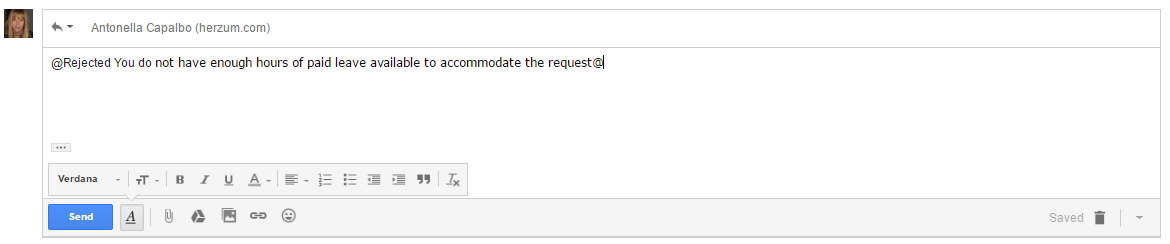 Antonella Capalbo (herzum.com)
@Rejected You do not have enough hours of paid leave available to accommodate the request@
Verdana
Send
Saved